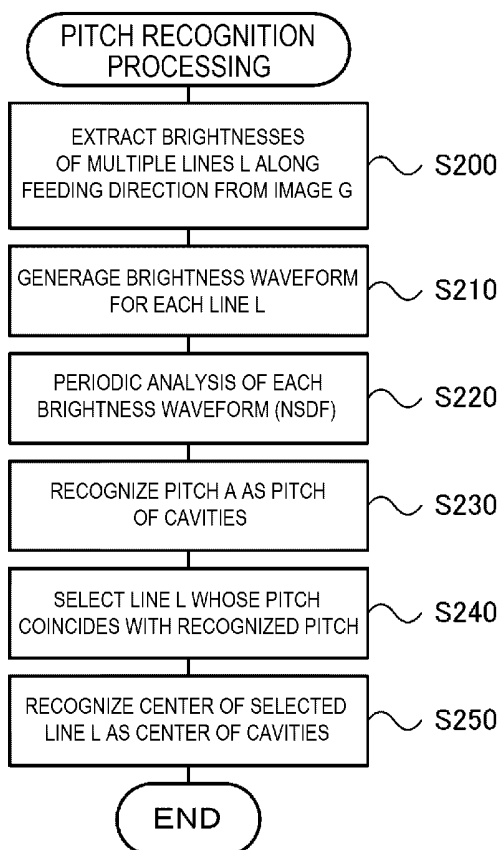 PITCH RECOGNITION
PROCESSING
EXTRACT BRIGHTNESSES
OF MULTIPLE LINES L ALONG
FEEDING DIRECTION FROM IMAGE G
S200
GENERAGE BRIGHTNESS WAVEFORM
FOR EACH LINE L
S210
PERIODIC ANALYSIS OF EACH
BRIGHTNESS WAVEFORM (NSDF)
S220
RECOGNIZE PITCH A AS PITCH
OF CAVITIES
S230
SELECT LINE L WHOSE PITCH
COINCIDES WITH RECOGNIZED PITCH
S240
RECOGNIZE CENTER OF SELECTED
LINE L AS CENTER OF CAVITIES
S250
END